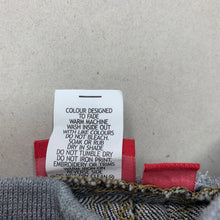 COLOUR DESIGNED
TO FADE
WARM MACHINE
WASH INSIDE OUT
WITH LIKE COLOURS
DO NOT BLEACH.
SOAK OR RUB
DRY IN SHADE
DO NOT TUMBLE DRY
DO NOT IRON PRINT,
EMBROIDERY OR TRIMS